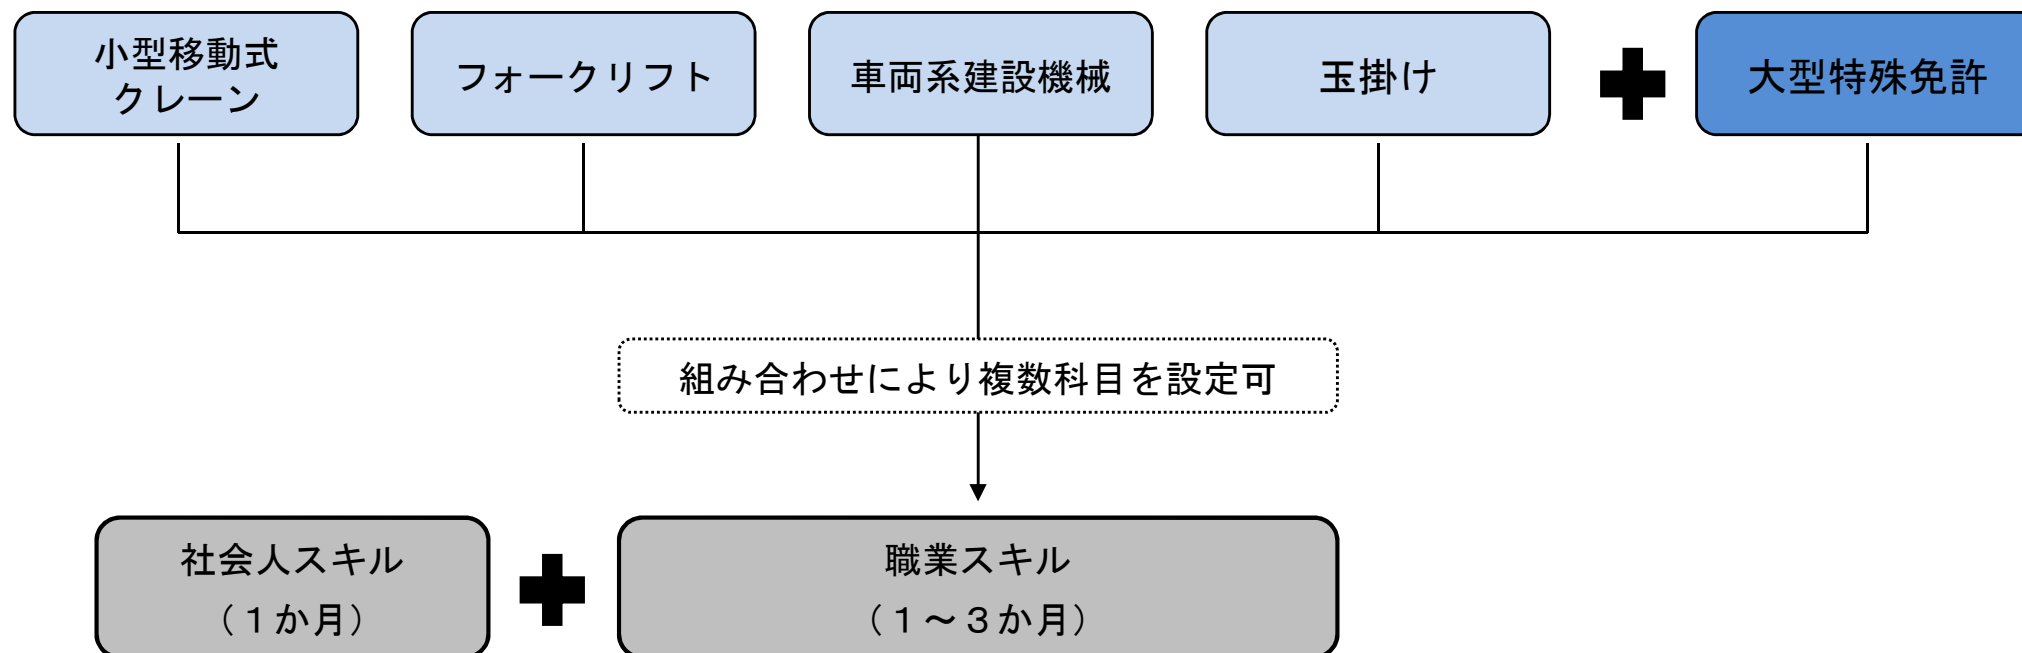 小型移動式
クレーン
フォークリフト
車両系建設機械
玉掛け
大型特殊免許
組み合わせにより複数科目を設定可
社会人スキル
（１か月）
職業スキル
（１～３か月）